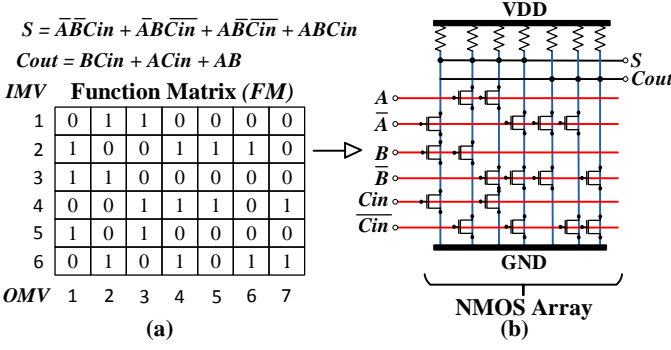 S = A̅B̅Cin + A̅BC̅i̅n̅ + AB̅C̅i̅n̅ + ABCin
Cout = BCin + ACin + AB
IMV Function Matrix (FM)
1 0 1 1 0 0 0 0
2 1 0 0 1 1 1 0
3 1 1 0 0 0 0 0
4 0 0 1 1 1 0 1
5 1 0 1 0 0 0 0
6 0 1 0 1 0 1 1
OMV 1 2 3 4 5 6 7
(a)
VDD
S
Cout
A
A̅
B
B̅
Cin
C̅i̅n̅
GND
NMOS Array
(b)